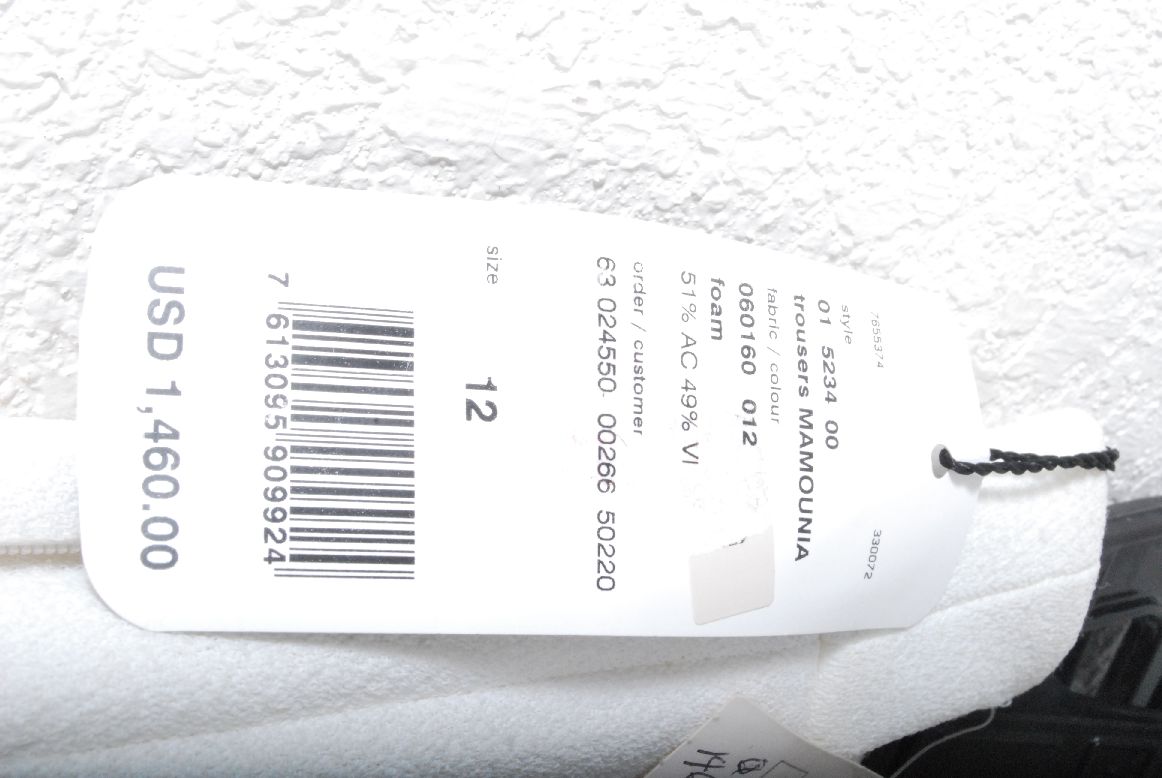 7655374 330072
style
01 5234 00
trousers MAMOUNIA
fabric / colour
060160 012
foam
51% AC 49% VI
order / customer
63 024550- 00266 50220
size 12
7 613095 909924
USD 1,460.00